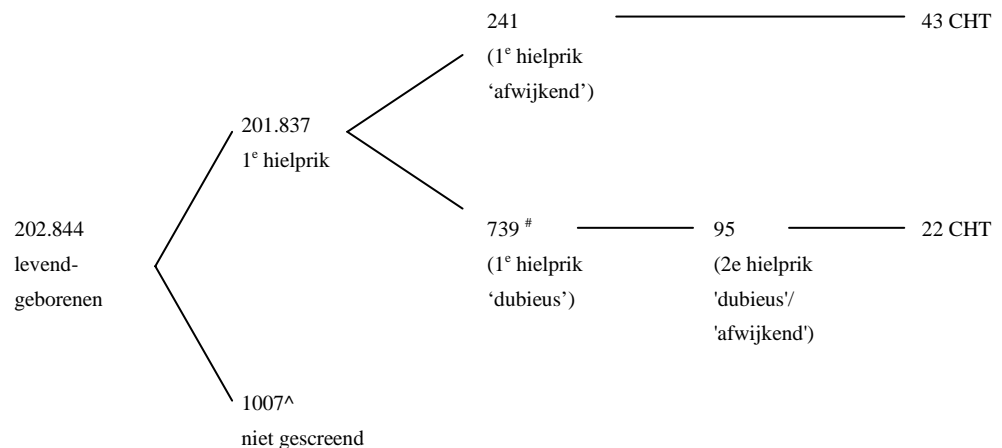 241
(1e hielprik
‘afwijkend’)
43 CHT
201.837
1e hielprik
202.844
levend-
geborenen
739 #
(1e hielprik
‘dubieus’)
95
(2e hielprik
'dubieus'/
'afwijkend')
22 CHT
1007^
niet gescreend